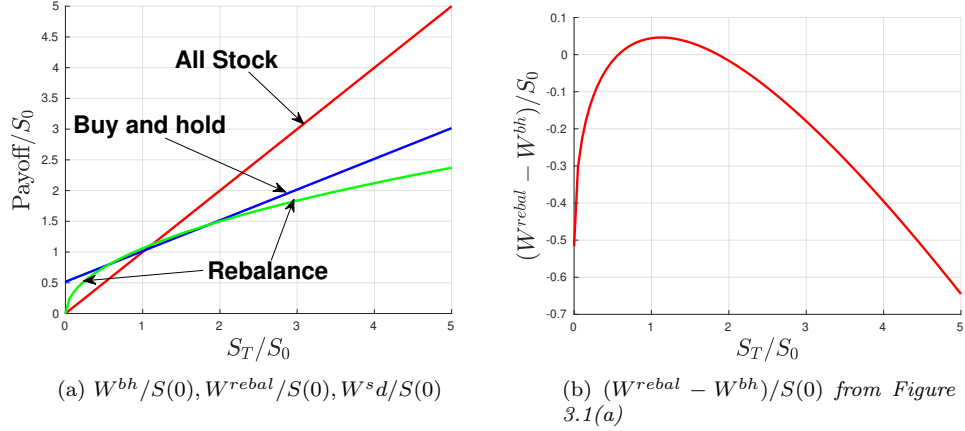 5
4.5
4
3.5
3
2.5
2
1.5
1
0.5
0
0 1 2 3 4 5
Payoff/S₀
All Stock
Buy and hold
Rebalance
S_T/S₀
(a) W^{bh}/S(0), W^{rebal}/S(0), W^sd/S(0)
0.1
0
-0.1
-0.2
-0.3
-0.4
-0.5
-0.6
-0.7
0 1 2 3 4 5
(W^{rebal} − W^{bh})/S₀
S_T/S₀
(b) (W^{rebal} − W^{bh})/S(0) from Figure
3.1(a)